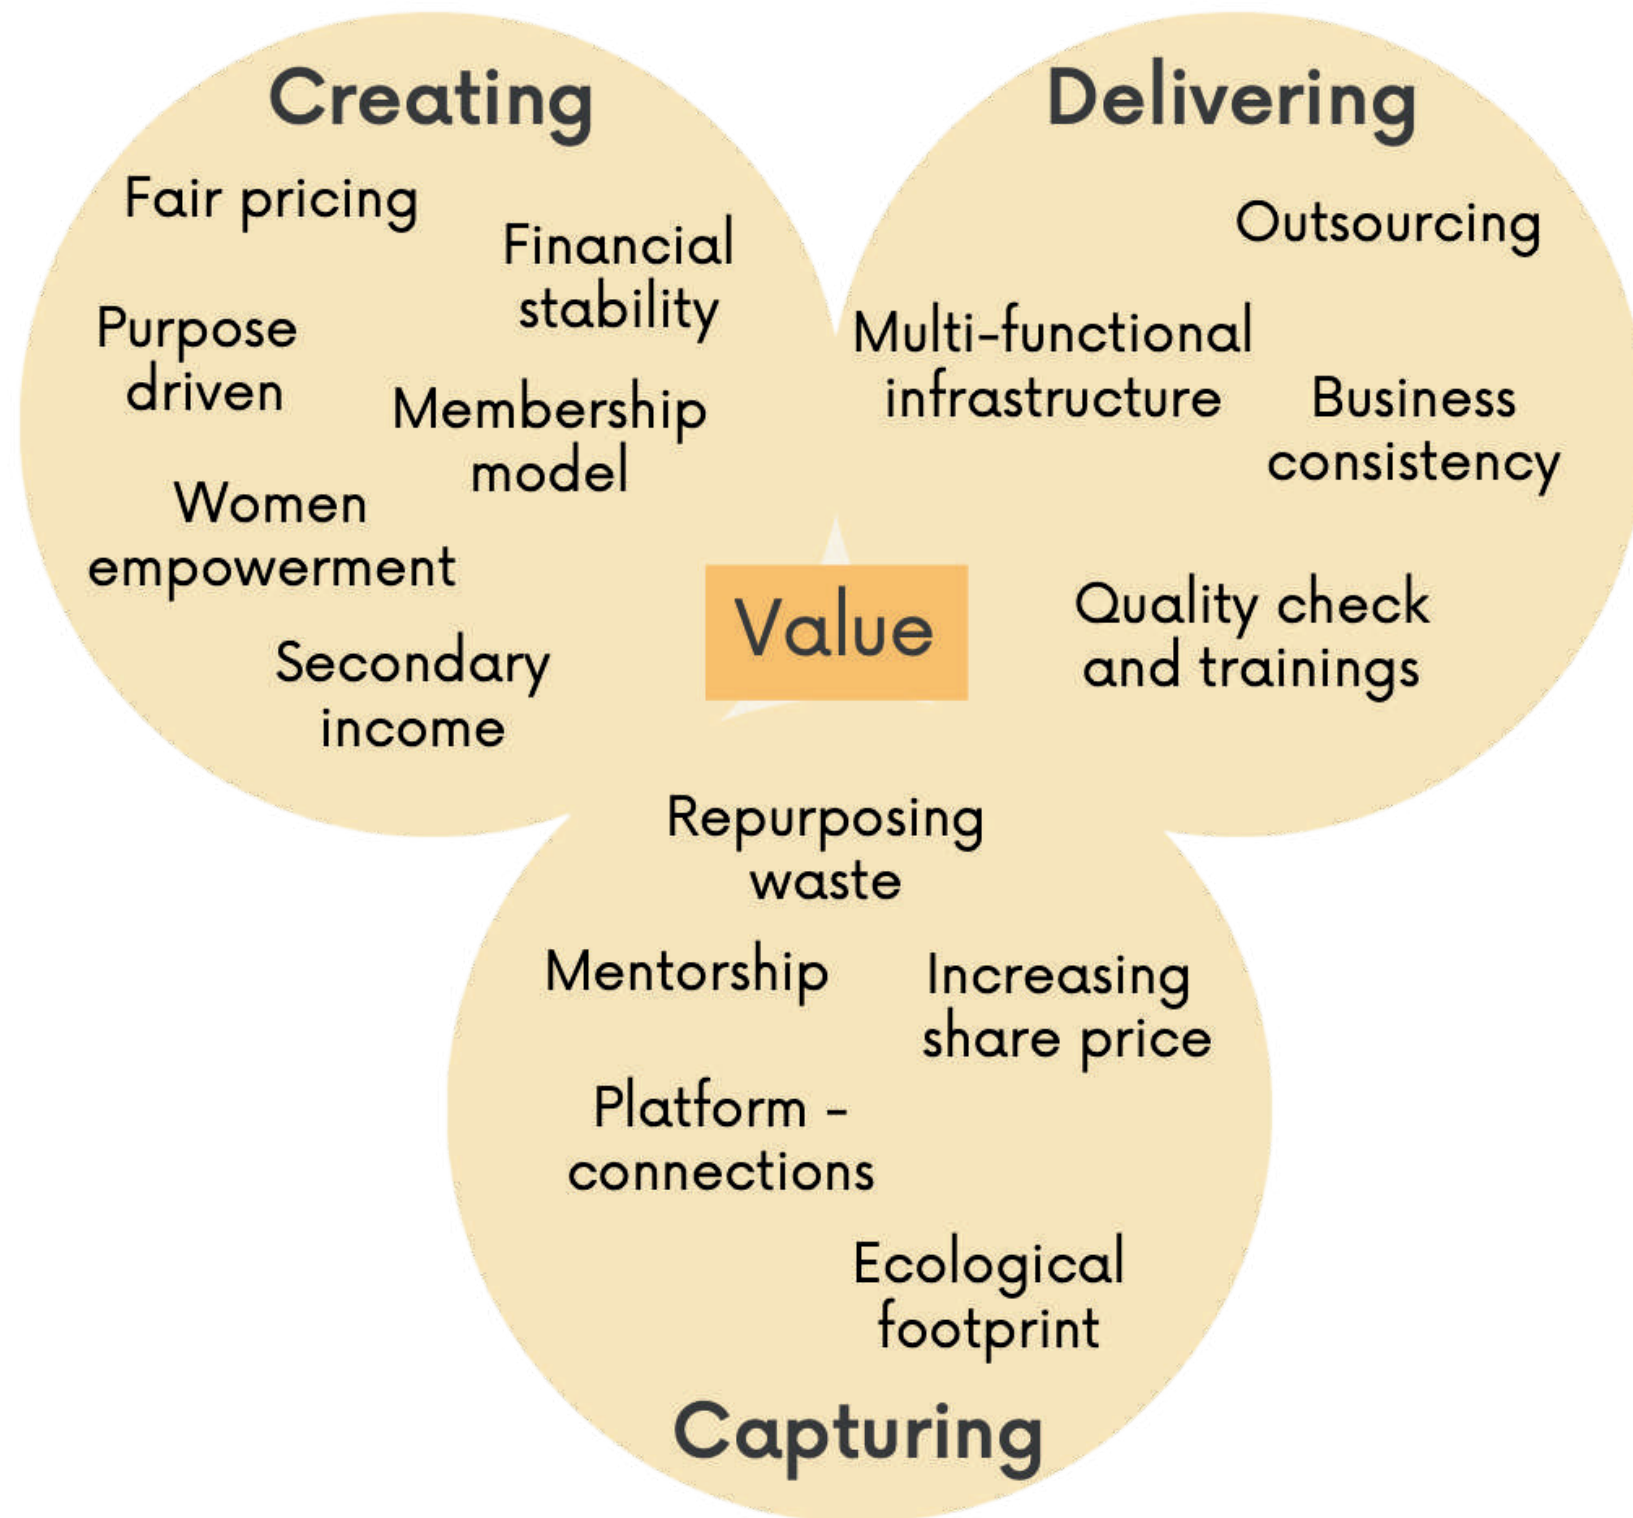 Creating
Fair pricing
Financial
stability
Purpose
driven
Membership
model
Women
empowerment
Secondary
income
Delivering
Outsourcing
Multi-functional
infrastructure
Business
consistency
Quality check
and trainings
Value
Repurposing
waste
Mentorship
Increasing
share price
Platform -
connections
Ecological
footprint
Capturing